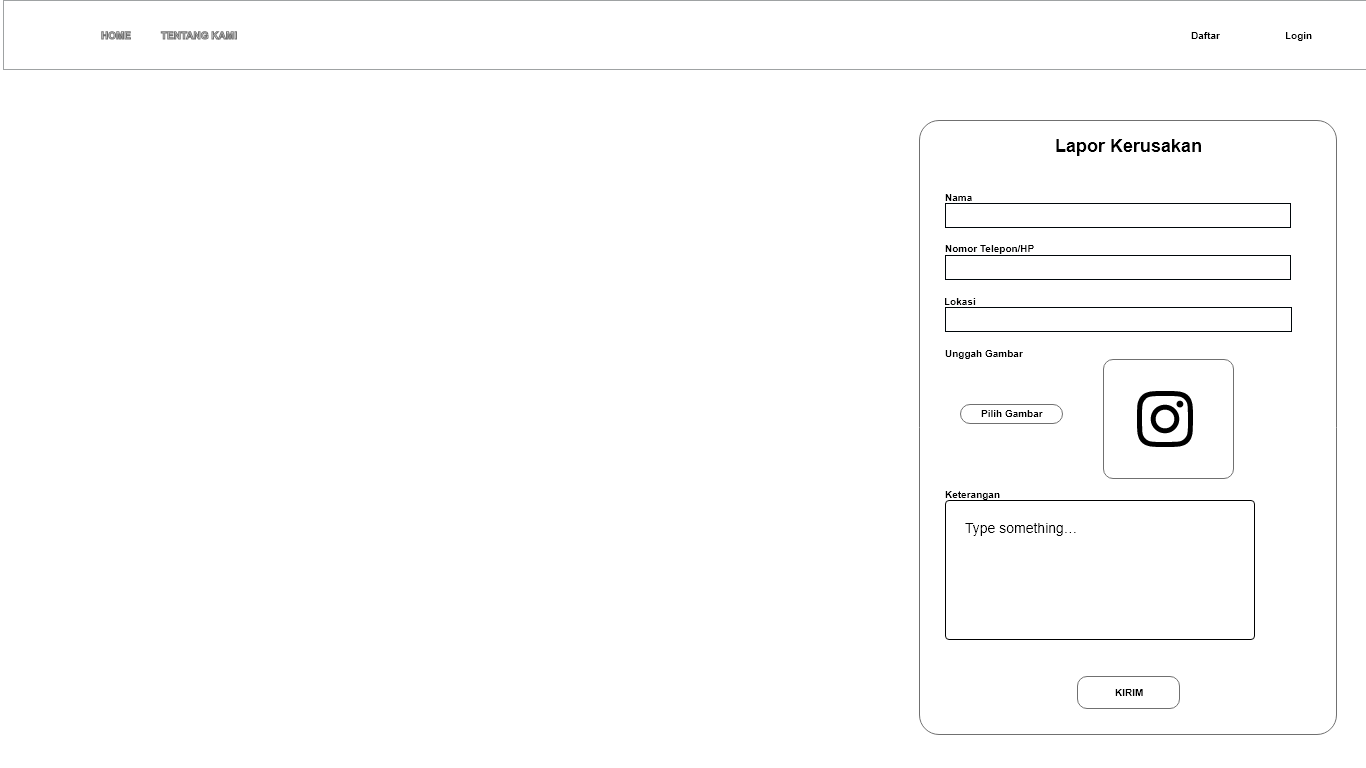 HOME
TENTANG KAMI
Daftar
Login
Lapor Kerusakan
Nama
Nomor Telepon/HP
Lokasi
Unggah Gambar
Pilih Gambar
Keterangan
Type something...
KIRIM